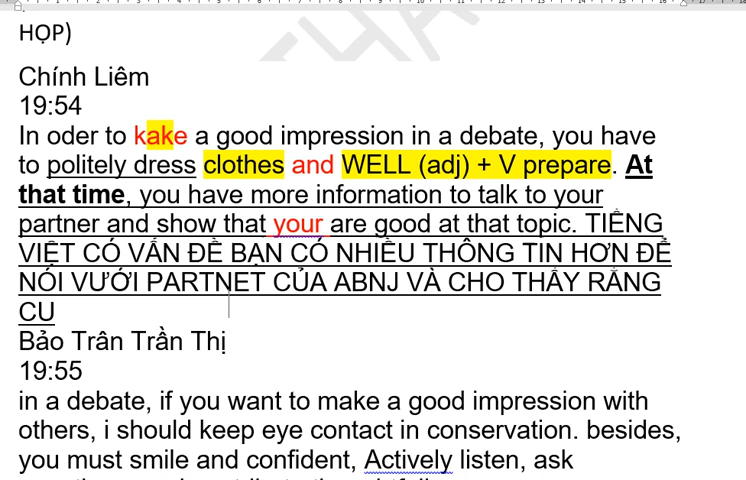 HỌP)
Chính Liêm
19:54
In oder to kake a good impression in a debate, you have
to politely dress clothes and WELL (adj) + V prepare. At
that time, you have more information to talk to your
partner and show that your are good at that topic. TIẾNG
VIỆT CÓ VẤN ĐỀ BẠN CÓ NHIỀU THÔNG TIN HƠN ĐỂ
NÓI VƯỚI PARTNET CỦA ABNJ VÀ CHO THẤY RẰNG
CU
Bảo Trân Trần Thị
19:55
in a debate, if you want to make a good impression with
others, i should keep eye contact in conservation. besides,
you must smile and confident, Actively listen, ask